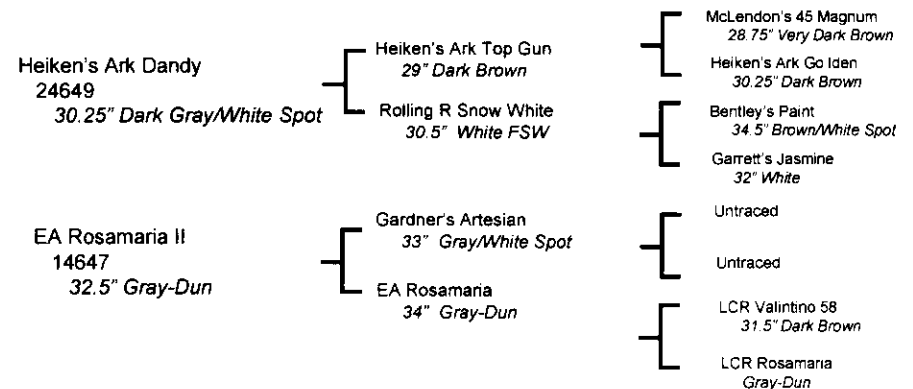 Heiken's Ark Dandy
24649
30.25" Dark Gray/White Spot
Heiken's Ark Top Gun
29" Dark Brown
Rolling R Snow White
30.5" White FSW
McLendon's 45 Magnum
28.75" Very Dark Brown
Heiken's Ark Go Iden
30.25" Dark Brown
Bentley's Paint
34.5" Brown/White Spot
Garrett's Jasmine
32" White
EA Rosamaria II
14647
32.5" Gray-Dun
Gardner's Artesian
33" Gray/White Spot
EA Rosamaria
34" Gray-Dun
Untraced
Untraced
LCR Valintino 58
31.5" Dark Brown
LCR Rosamaria
Gray-Dun